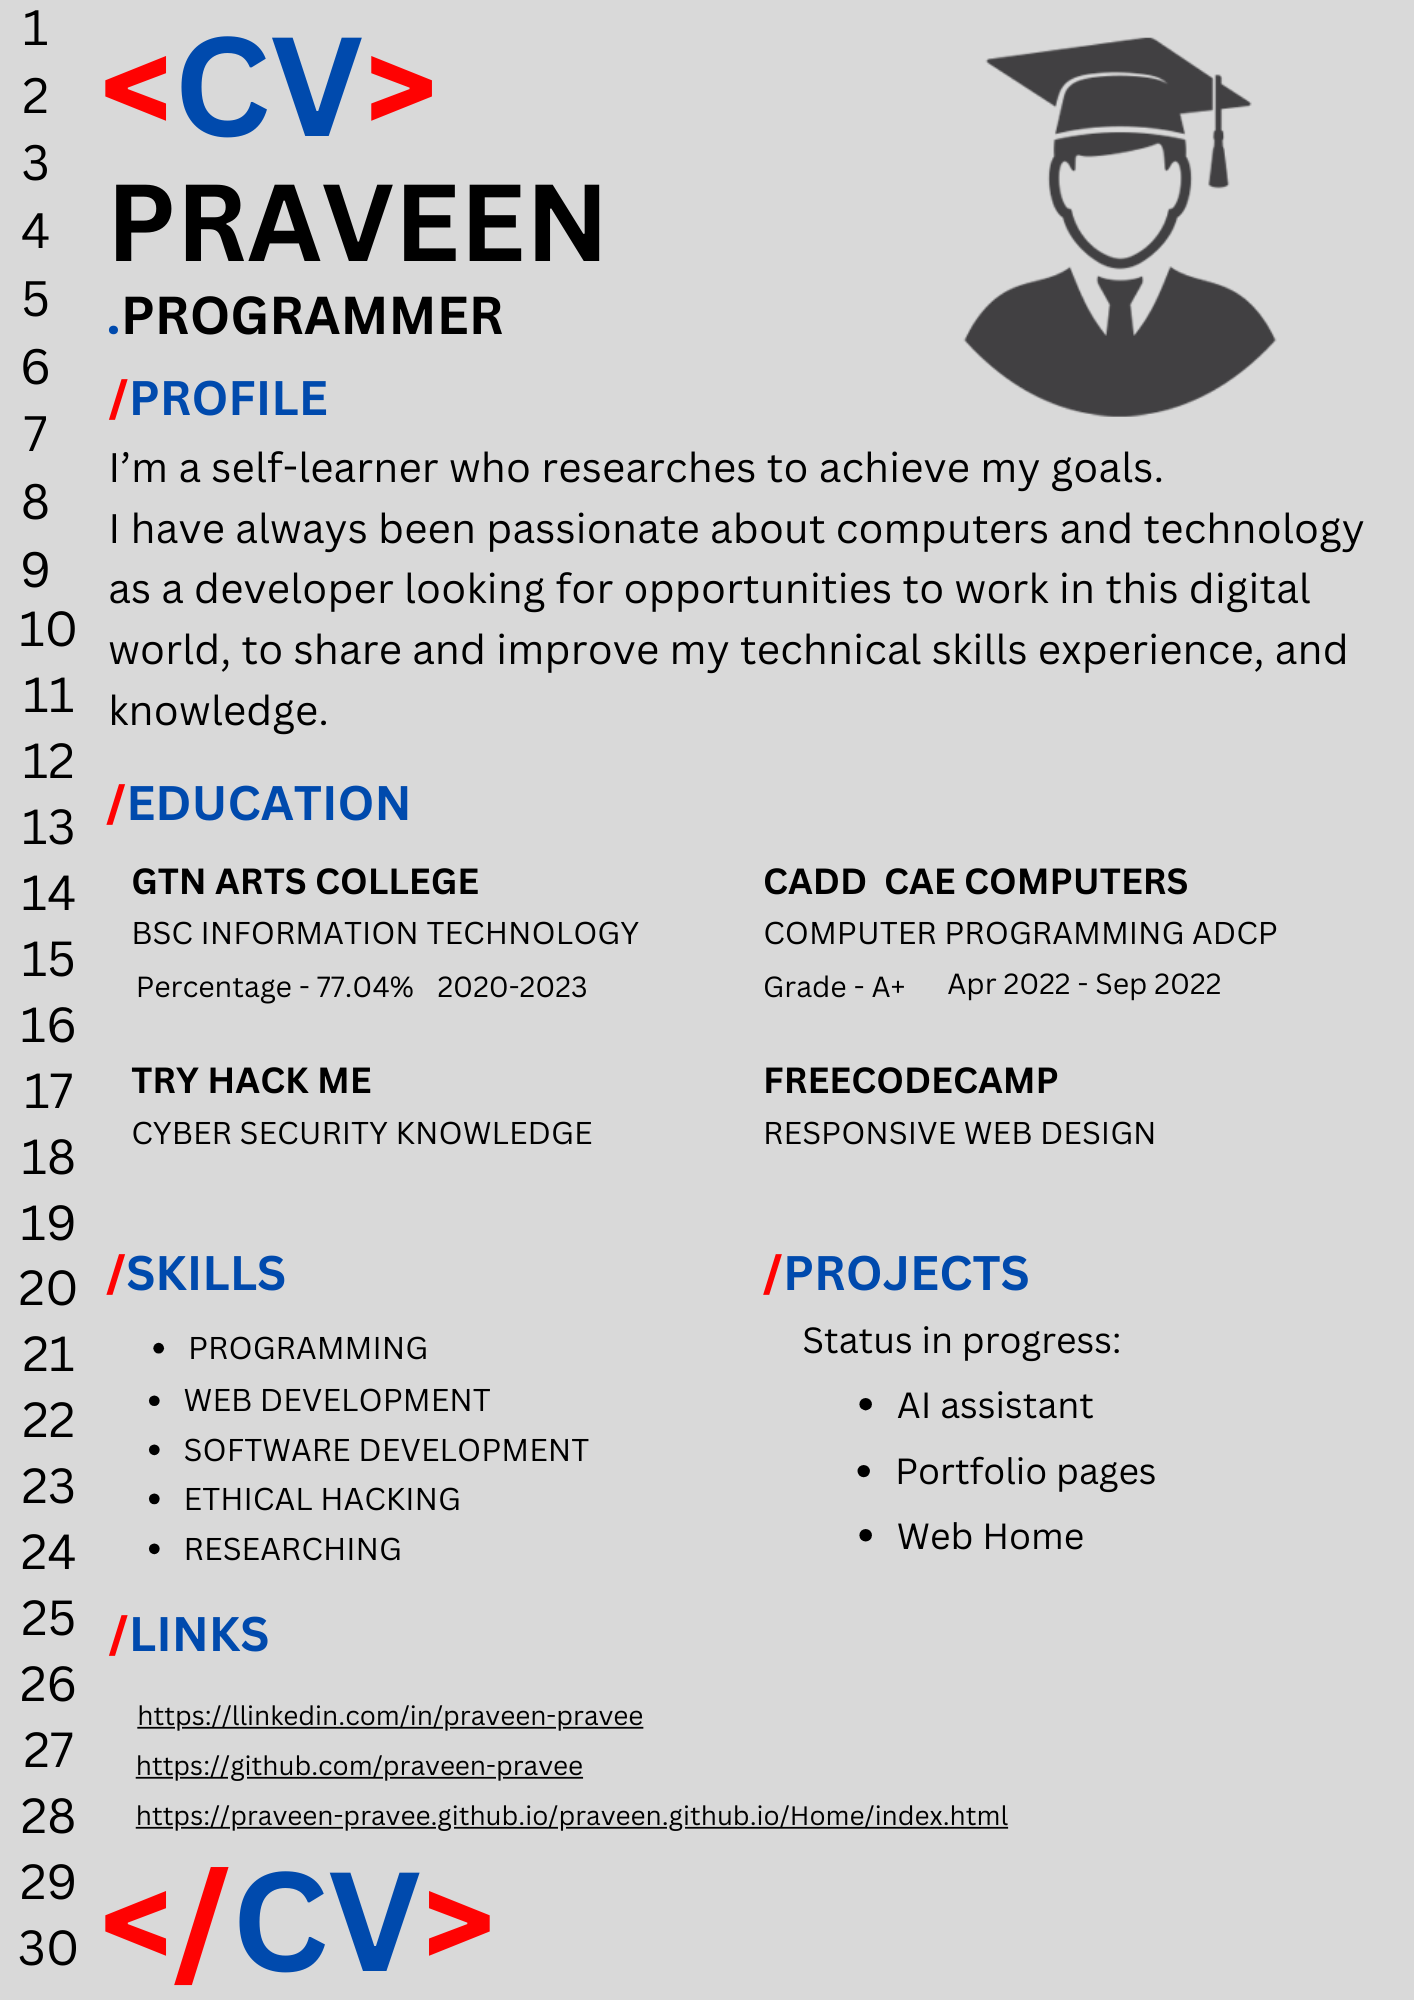 1
2
3
4
5
6
7
8
9
10
11
12
13
14
15
16
17
18
19
20
21
22
23
24
25
26
27
28
29
30
<CV>
PRAVEEN
.PROGRAMMER
/PROFILE
I’m a self-learner who researches to achieve my goals.
I have always been passionate about computers and technology
as a developer looking for opportunities to work in this digital
world, to share and improve my technical skills experience, and
knowledge.
/EDUCATION
GTN ARTS COLLEGE
BSC INFORMATION TECHNOLOGY
Percentage - 77.04% 2020-2023
CADD CAE COMPUTERS
COMPUTER PROGRAMMING ADCP
Grade - A+ Apr 2022 - Sep 2022
TRY HACK ME
CYBER SECURITY KNOWLEDGE
FREECODECAMP
RESPONSIVE WEB DESIGN
/SKILLS
• PROGRAMMING
• WEB DEVELOPMENT
• SOFTWARE DEVELOPMENT
• ETHICAL HACKING
• RESEARCHING
/PROJECTS
Status in progress:
• AI assistant
• Portfolio pages
• Web Home
/LINKS
https://llinkedin.com/in/praveen-pravee
https://github.com/praveen-pravee
https://praveen-pravee.github.io/praveen.github.io/Home/index.html
</CV>